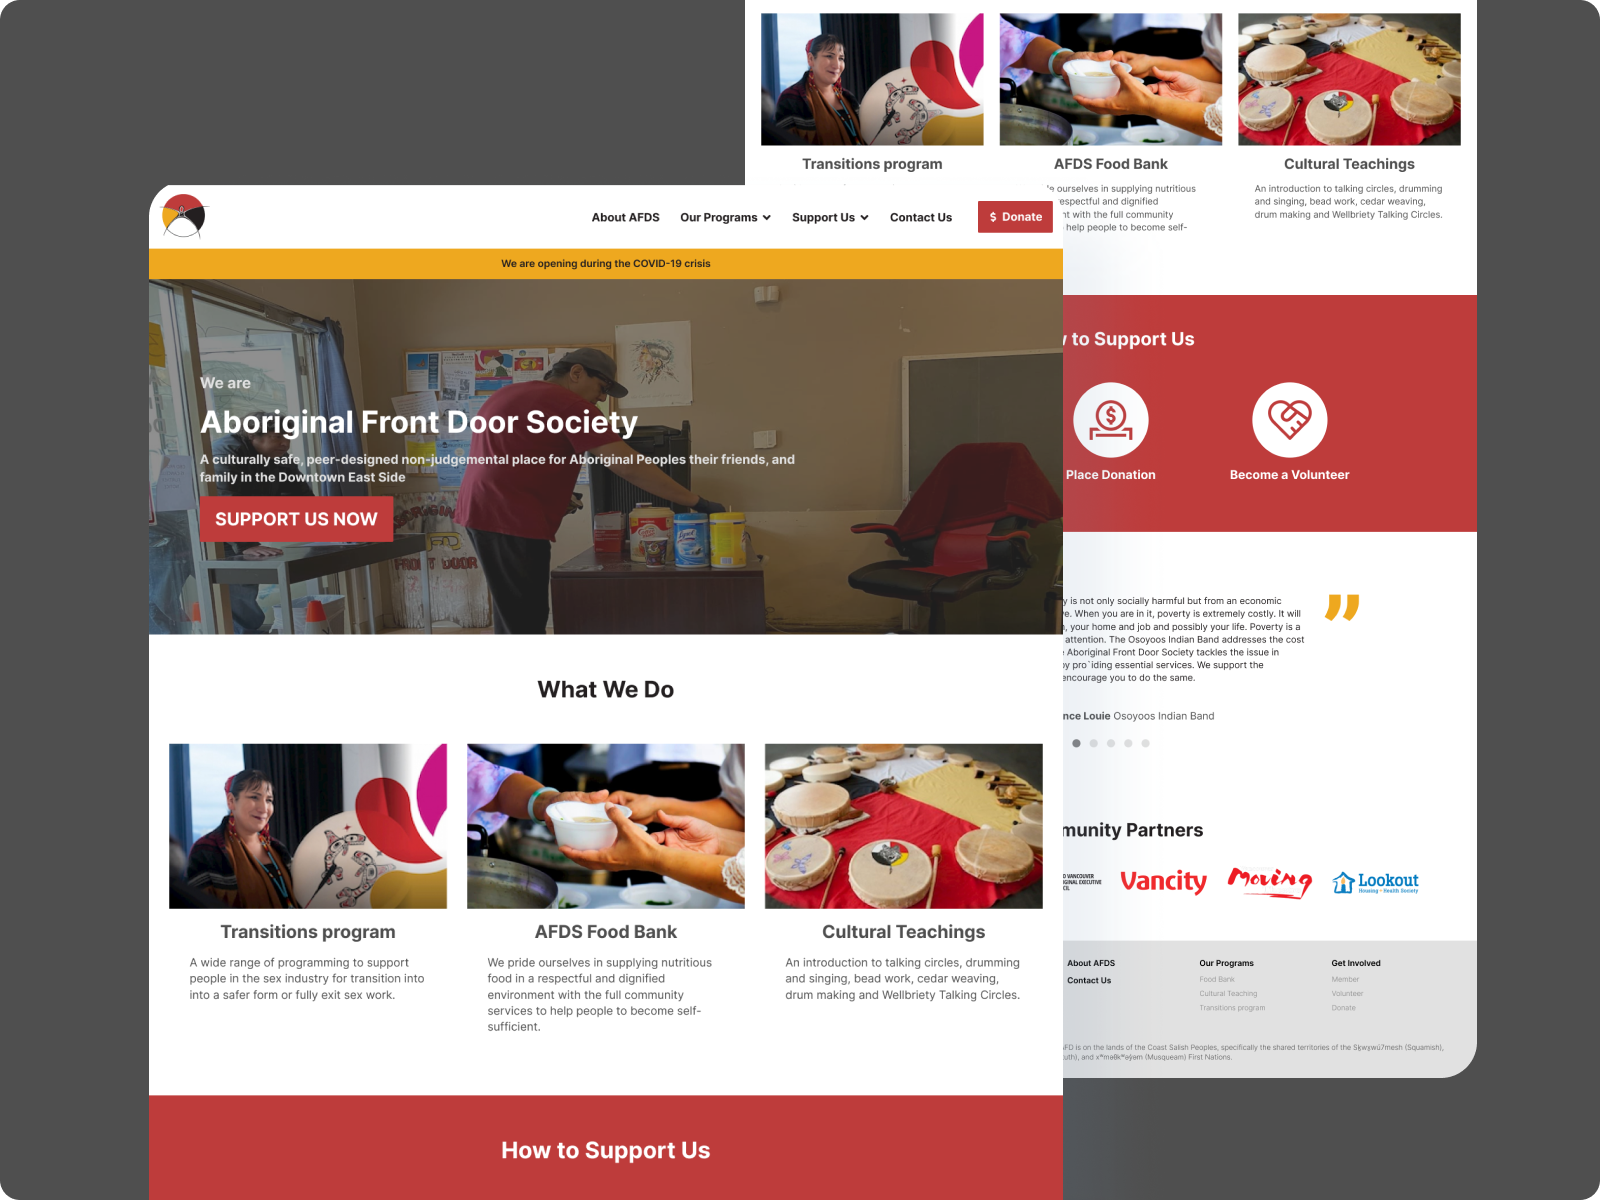 About AFDS
Our Programs
Support Us
Contact Us
$ Donate
We are opening during the COVID-19 crisis
We are
Aboriginal Front Door Society
A culturally safe, peer-designed non-judgemental place for Aboriginal Peoples their friends, and
family in the Downtown East Side
SUPPORT US NOW
What We Do
Transitions program
A wide range of programming to support
people in the sex industry for transition into
into a safer form or fully exit sex work.
AFDS Food Bank
We pride ourselves in supplying nutritious
food in a respectful and dignified
environment with the full community
services to help people to become self-
sufficient.
Cultural Teachings
An introduction to talking circles, drumming
and singing, bead work, cedar weaving,
drum making and Wellbriety Talking Circles.
How to Support Us
Transitions program
AFDS Food Bank
ourselves in supplying nutritious
respectful and dignified
with the full community
help people to become self-
Cultural Teachings
An introduction to talking circles, drumming
and singing, bead work, cedar weaving,
drum making and Wellbriety Talking Circles.
to Support Us
Place Donation
Become a Volunteer
is not only socially harmful but from an economic
When you are in it, poverty is extremely costly. It will
, your home and job and possibly your life. Poverty is a
attention. The Osoyoos Indian Band addresses the cost
Aboriginal Front Door Society tackles the issue in
by pro`iding essential services. We support the
encourage you to do the same.
”
nce Louie Osoyoos Indian Band
munity Partners
VANCOUVER
GINAL EXECUTIVE
CIL
Vancity
Moving
Lookout
Housing + Health Society
About AFDS
Contact Us
Our Programs
Food Bank
Cultural Teaching
Transitions program
Get Involved
Member
Volunteer
Donate
AFD is on the lands of the Coast Salish Peoples, specifically the shared territories of the Sḵwx̱wú7mesh (Squamish),
and xʷməθkʷəy̓əm (Musqueam) First Nations.